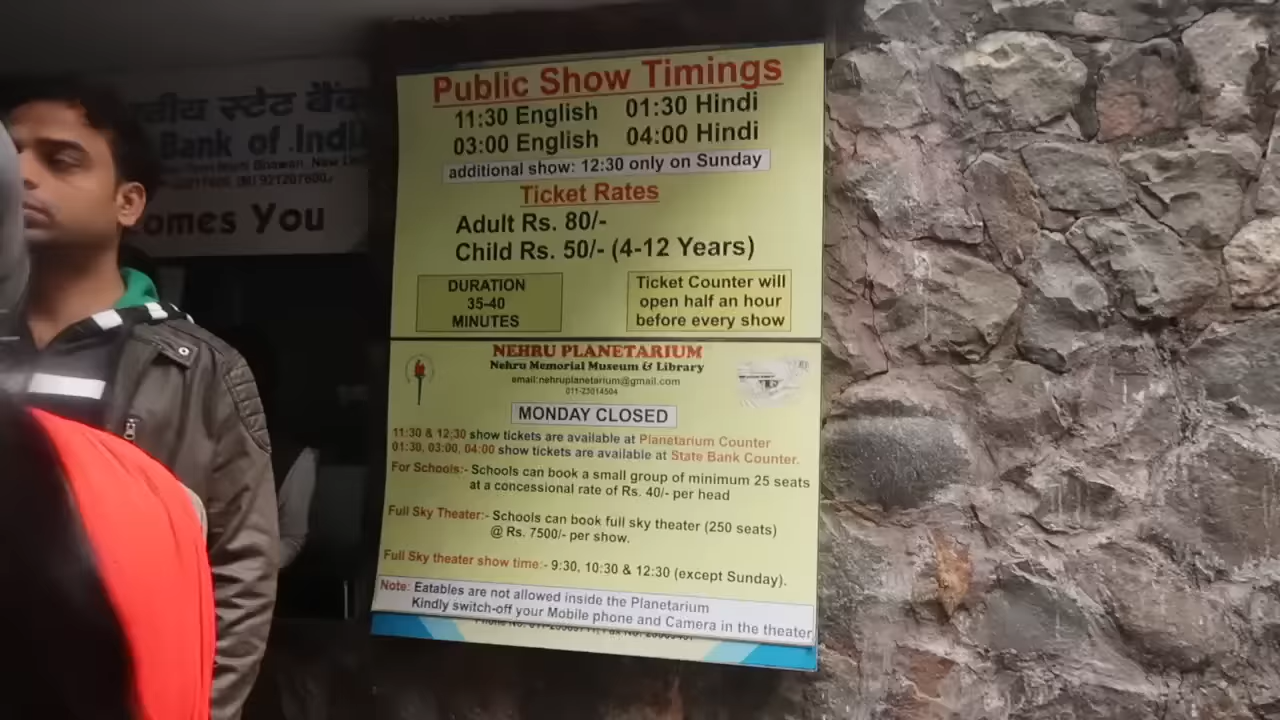 स्टेट बैंक
Bank of Indi
921207600
omes You
Public Show Timings
11:30 English 01:30 Hindi
03:00 English 04:00 Hindi
additional show: 12:30 only on Sunday
Ticket Rates
Adult Rs. 80/-
Child Rs. 50/- (4-12 Years)
DURATION
35-40
MINUTES
Ticket Counter will
open half an hour
before every show
NEHRU PLANETARIUM
Nehru Memorial Museum & Library
email:nehruplanetarium@gmail.com
011-23014504
MONDAY CLOSED
11:30 & 12:30 show tickets are available at Planetarium Counter
01:30, 03:00, 04:00 show tickets are available at State Bank Counter.
For Schools:- Schools can book a small group of minimum 25 seats
at a concessional rate of Rs. 40/- per head
Full Sky Theater:- Schools can book full sky theater (250 seats)
@ Rs. 7500/- per show.
Full Sky theater show time:- 9:30, 10:30 & 12:30 (except Sunday).
Note: Eatables are not allowed inside the Planetarium
Kindly switch-off your Mobile phone and Camera in the theater